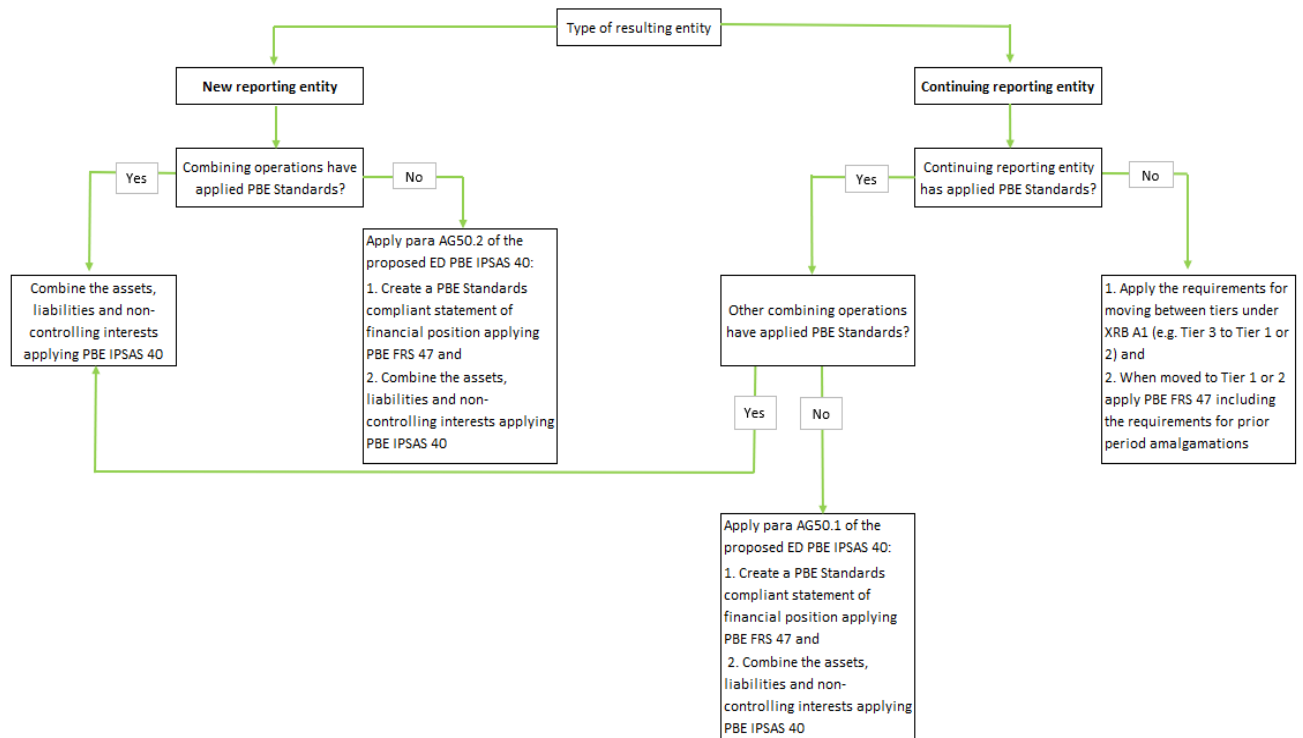 Type of resulting entity
New reporting entity
Continuing reporting entity
Combining operations have
applied PBE Standards?
Continuing reporting entity
has applied PBE Standards?
Yes
No
Yes
No
Combine the assets,
liabilities and non-
controlling interests
applying PBE IPSAS 40
Apply para AG50.2 of the
proposed ED PBE IPSAS 40:
1. Create a PBE Standards
compliant statement of
financial position applying
PBE FRS 47 and
2. Combine the assets,
liabilities and non-
controlling interests applying
PBE IPSAS 40
Other combining operations
have applied PBE Standards?
1. Apply the requirements for
moving between tiers under
XRB A1 (e.g. Tier 3 to Tier 1 or
2) and
2. When moved to Tier 1 or 2
apply PBE FRS 47 including
the requirements for prior
period amalgamations
Yes
No
Apply para AG50.1 of the
proposed ED PBE IPSAS 40:
1. Create a PBE Standards
compliant statement of
financial position applying
PBE FRS 47 and
2. Combine the assets,
liabilities and non-
controlling interests applying
PBE IPSAS 40